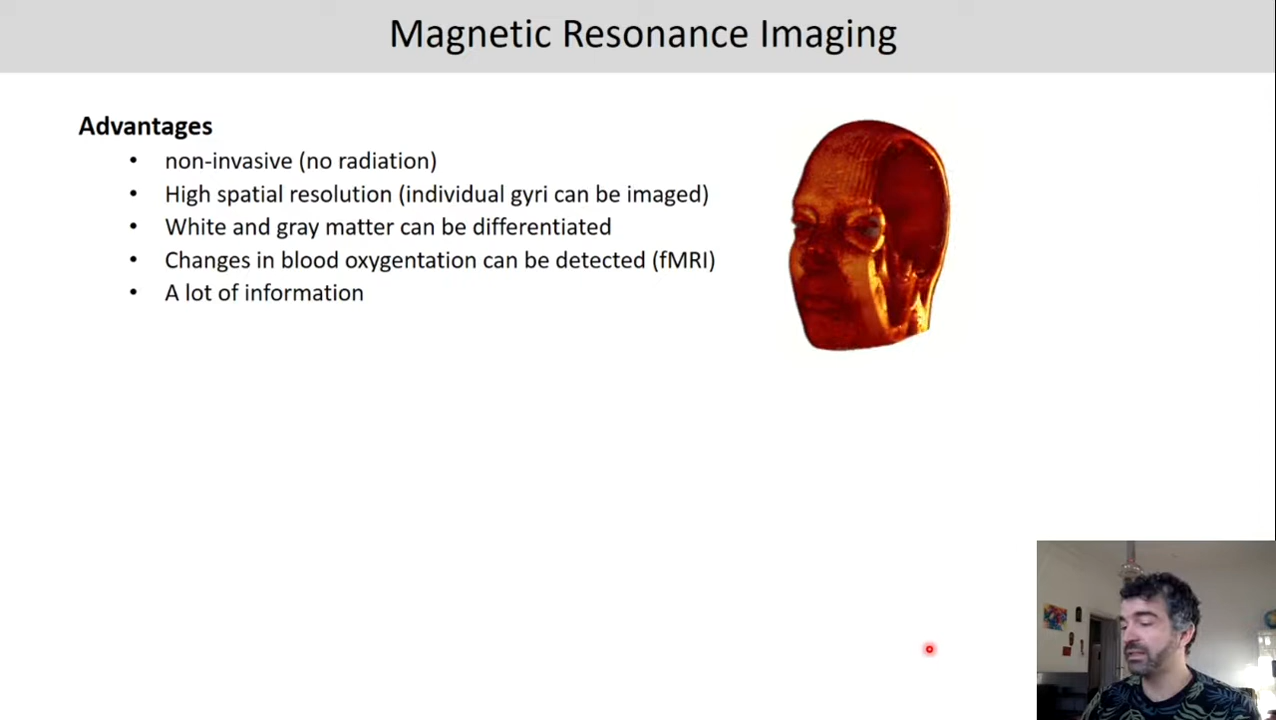 Magnetic Resonance Imaging
Advantages
• non-invasive (no radiation)
• High spatial resolution (individual gyri can be imaged)
• White and gray matter can be differentiated
• Changes in blood oxygentation can be detected (fMRI)
• A lot of information